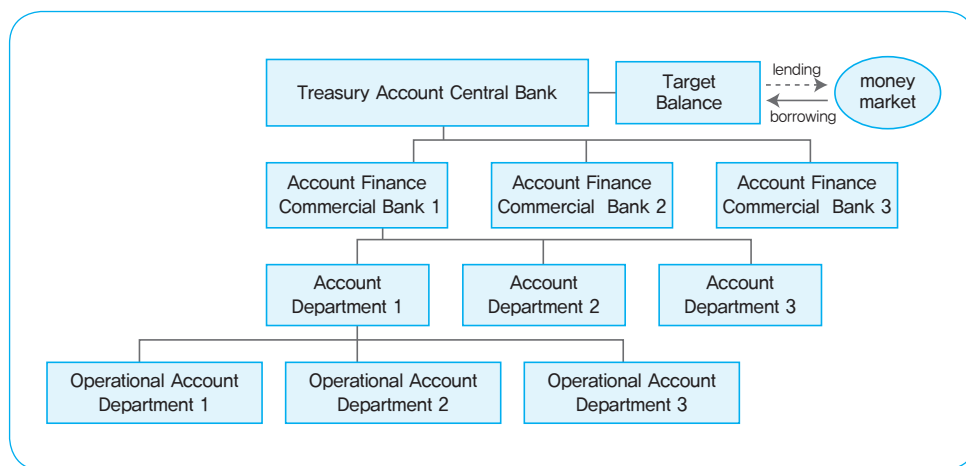 Treasury Account Central Bank
Target
Balance
lending
borrowing
money
market
Account Finance
Commercial Bank 1
Account Finance
Commercial Bank 2
Account Finance
Commercial Bank 3
Account
Department 1
Account
Department 2
Account
Department 3
Operational Account
Department 1
Operational Account
Department 2
Operational Account
Department 3